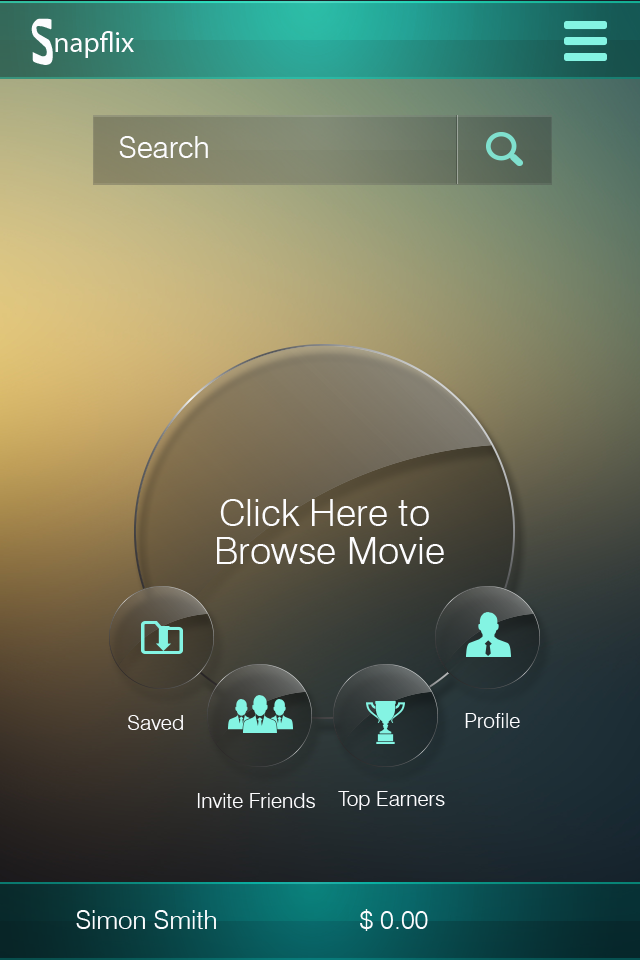 Snapflix
Search
Click Here to
Browse Movie
Saved
Profile
Invite Friends
Top Earners
Simon Smith
$ 0.00